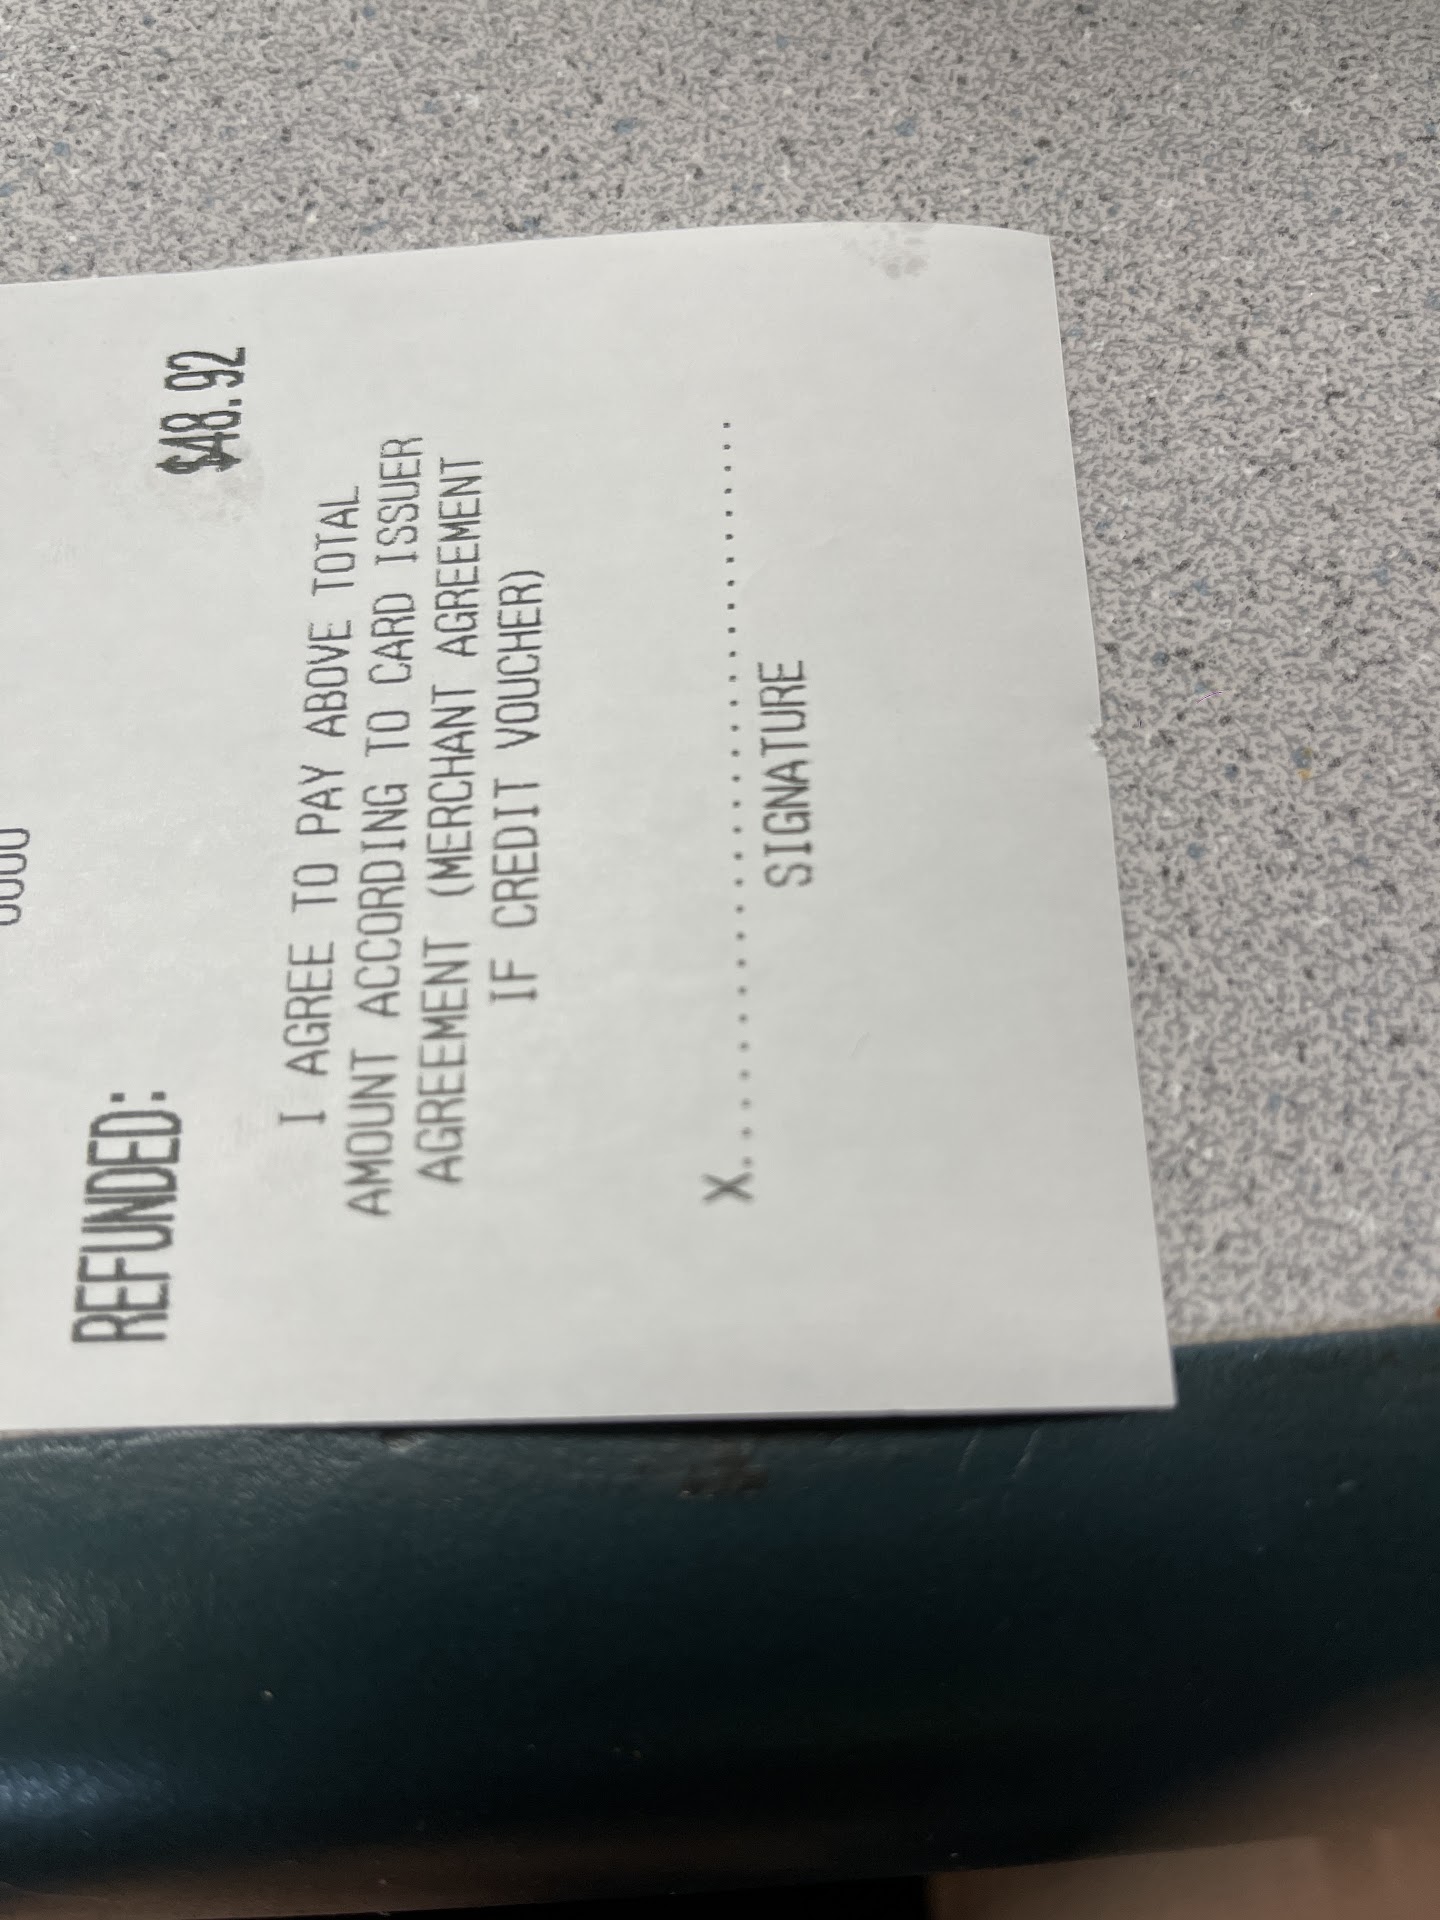 REFUNDED: $48.92
I AGREE TO PAY ABOVE TOTAL
AMOUNT ACCORDING TO CARD ISSUER
AGREEMENT (MERCHANT AGREEMENT
IF CREDIT VOUCHER)
X...........................
SIGNATURE